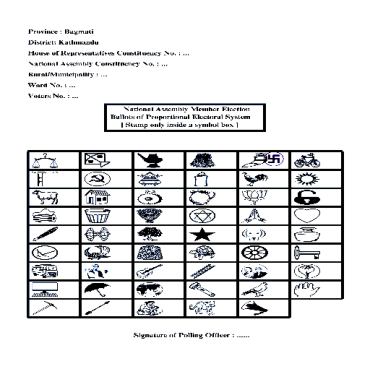 Province : Bagmati
District: Kathmandu
House of Representatives Constituency No. : ...
National Assembly Constituency No. : ...
Rural/Municipality : ...
Word No. : ...
Voters No. : ...
National Assembly Member Election
Ballots of Proportional Electoral System
[ Stamp only inside a symbol box ]
Signature of Polling Officer : ......